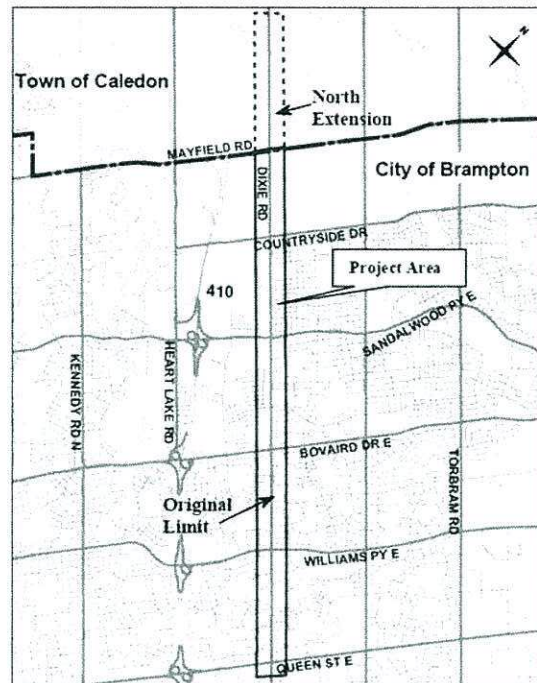 N
Town of Caledon
North
Extension
MAYFIELD RD
City of Brampton
DIXIE RD
COUNTRYSIDE DR
Project Area
410
SANDALWOOD PY E
HEART LAKE RD
KENNEDY RD N
BOVAIRD DR E
TORBRAM RD
Original
Limit
WILLIAMS PY E
QUEEN ST E